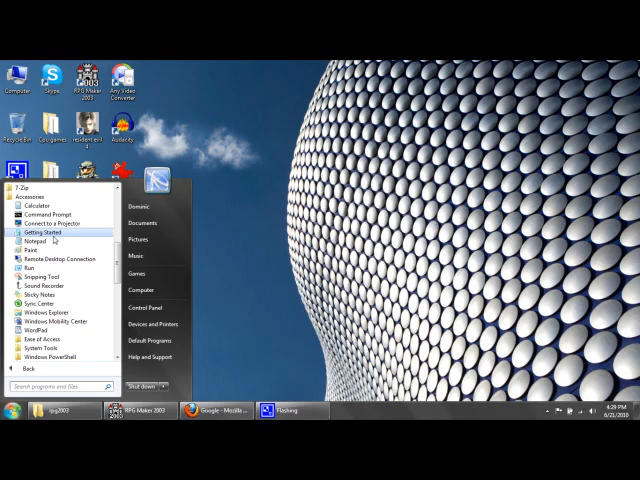 Computer
Skype
RPG Maker
2003
Any Video
Converter
Recycle Bin
Cou games
resident evil
4
Audacity
7-Zip
Accessories
Calculator
Command Prompt
Connect to a Projector
Getting Started
Notepad
Paint
Remote Desktop Connection
Run
Snipping Tool
Sound Recorder
Sticky Notes
Sync Center
Windows Explorer
Windows Mobility Center
WordPad
Ease of Access
System Tools
Windows PowerShell
Back
Search programs and files
Dominic
Documents
Pictures
Music
Games
Computer
Control Panel
Devices and Printers
Default Programs
Help and Support
Shut down
rpg2003
RPG Maker 2003
Google - Mozilla ...
Flashing
4:29 PM
6/21/2010